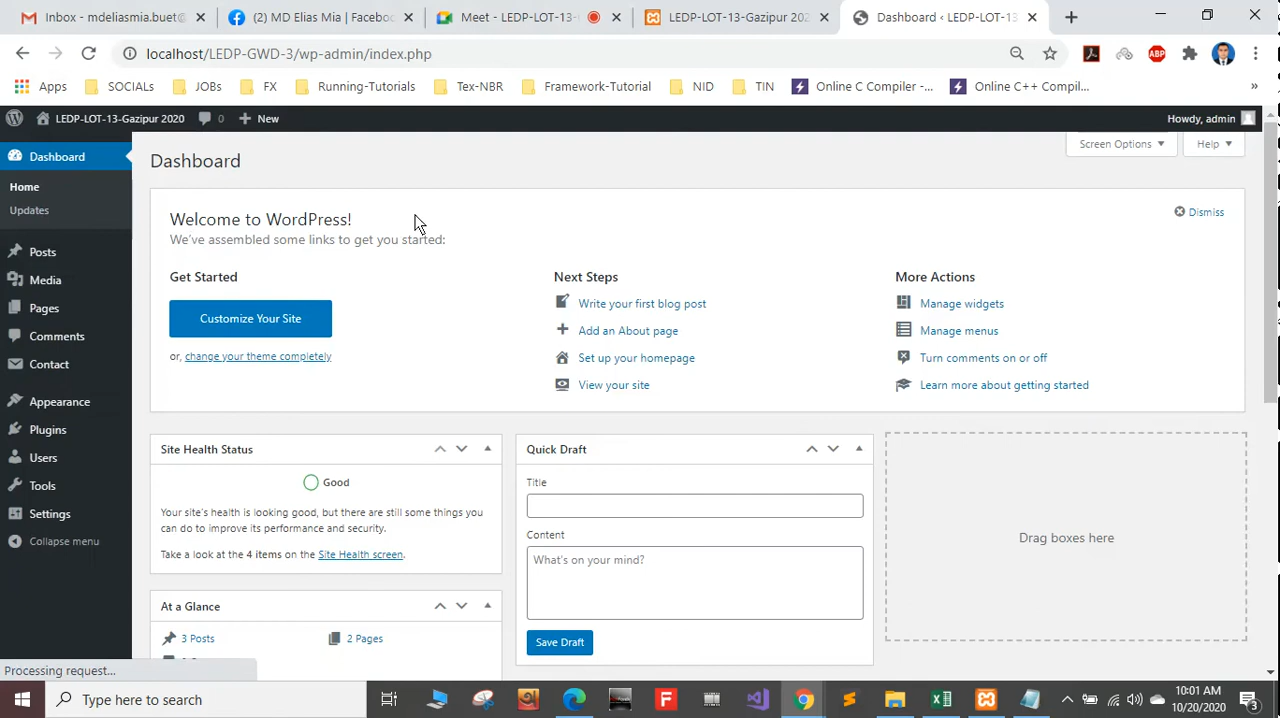 Inbox - mdeliasmia.buet@
(2) MD Elias Mia | Facebo
Meet - LEDP-LOT-13-
LEDP-LOT-13-Gazipur 202
Dashboard ‹ LEDP-LOT-13
localhost/LEDP-GWD-3/wp-admin/index.php
ABP
Apps
SOCIALs
JOBs
FX
Running-Tutorials
Tex-NBR
Framework-Tutorial
NID
TIN
Online C Compiler -...
Online C++ Compil...
»
LEDP-LOT-13-Gazipur 2020
0
New
Howdy, admin
Dashboard
Home
Updates
Posts
Media
Pages
Comments
Contact
Appearance
Plugins
Users
Tools
Settings
Collapse menu
Dashboard
Screen Options
Help
Welcome to WordPress!
We've assembled some links to get you started:
Dismiss
Get Started
Customize Your Site
or, change your theme completely
Next Steps
Write your first blog post
Add an About page
Set up your homepage
View your site
More Actions
Manage widgets
Manage menus
Turn comments on or off
Learn more about getting started
Site Health Status
Good
Your site's health is looking good, but there are still some things you
can do to improve its performance and security.
Take a look at the 4 items on the Site Health screen.
At a Glance
3 Posts
2 Pages
Quick Draft
Title
Content
What's on your mind?
Save Draft
Drag boxes here
Processing request...
Type here to search
10:01 AM
10/20/2020
3